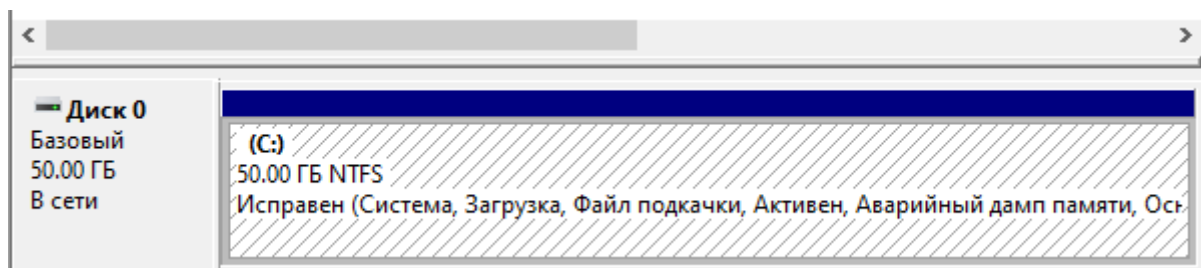 Диск 0
Базовый
50.00 ГБ
В сети
(C:)
50.00 ГБ NTFS
Исправен (Система, Загрузка, Файл подкачки, Активен, Аварийный дамп памяти,